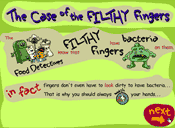 The Case of the FILTHY Fingers
The FILTHY have bacteria
Food Detectives know that Fingers on them.
in fact Fingers don't even have to look dirty to have bacteria...
That is why you should always your hands.
next